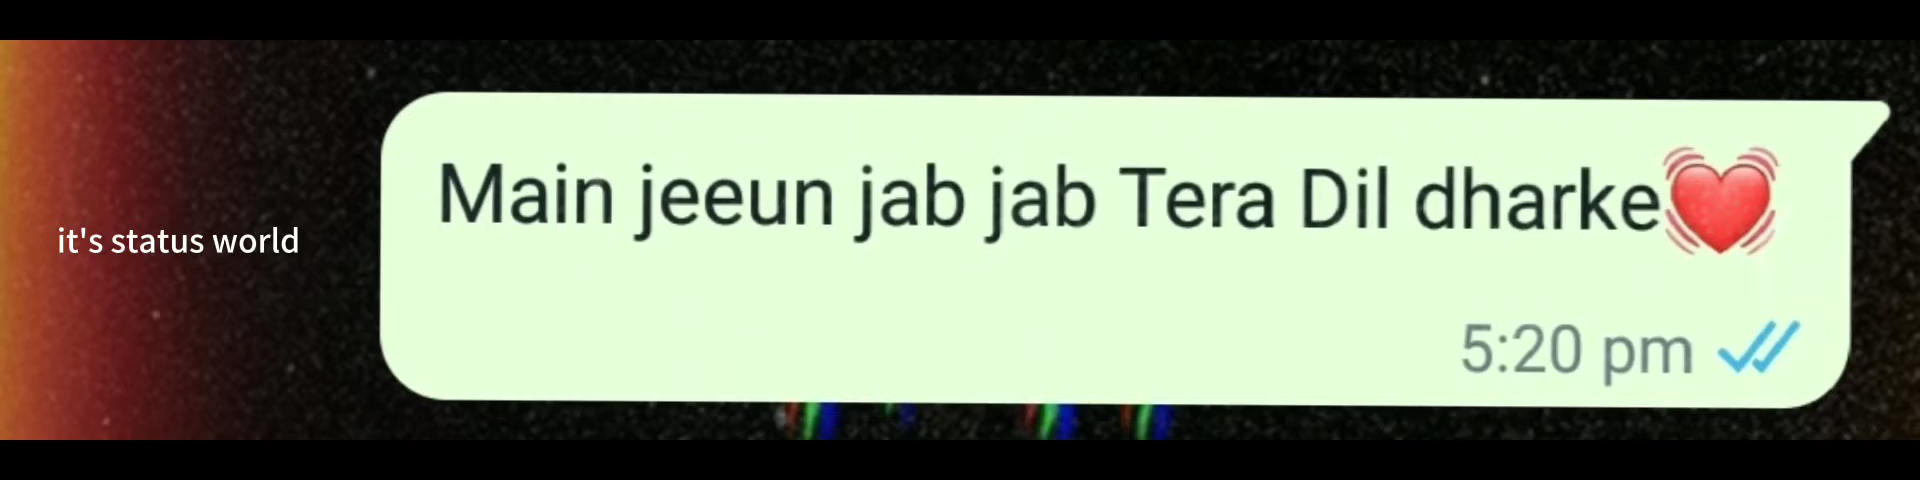 it's status world
Main jeeun jab jab Tera Dil dharke💓
5:20 pm